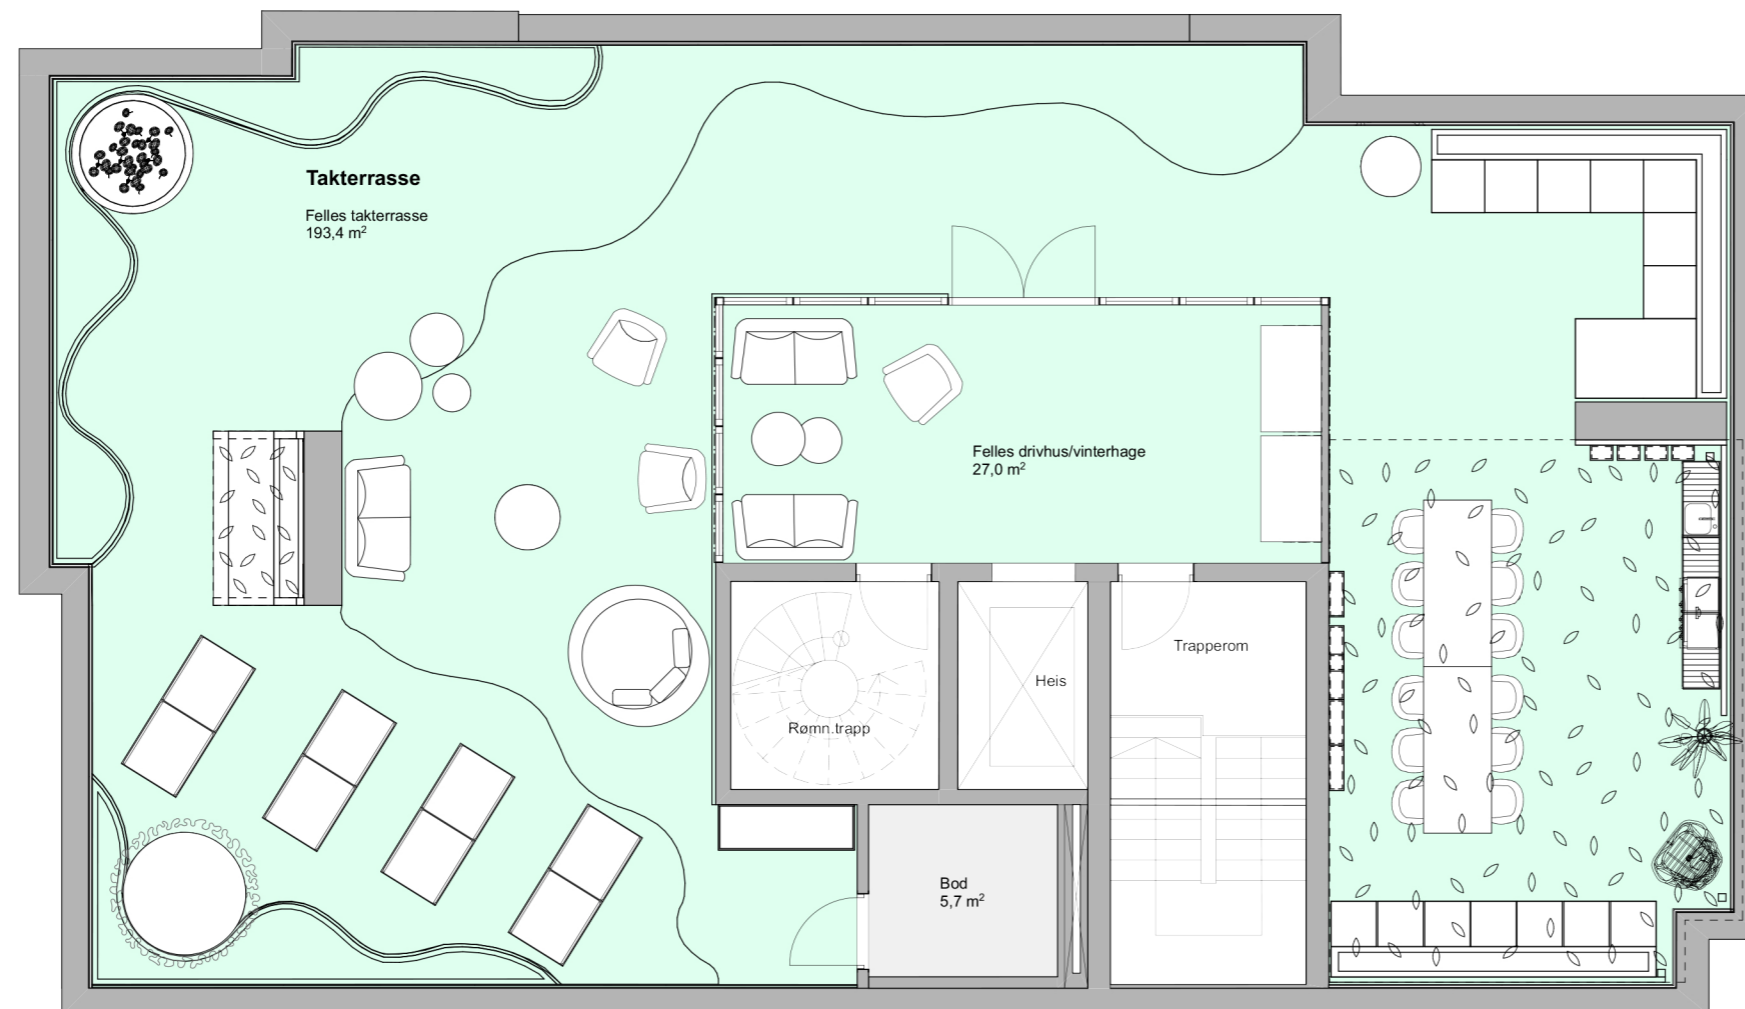 Takterrasse
Felles takterrasse
193,4 m²
Felles drivhus/vinterhage
27,0 m²
Trapperom
Heis
Rømn.trapp
Bod
5,7 m²